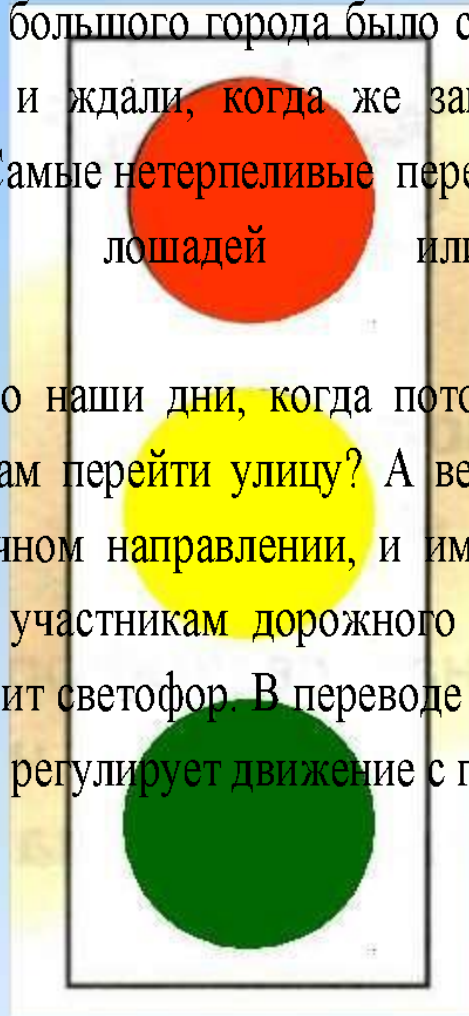 большого города было с
и ждали, когда же за
Самые нетерпеливые пере
лошадей или
о наши дни, когда пото
ам перейти улицу? А ве
чном направлении, и им
участникам дорожного
ит светофор. В переводе
регулирует движение с п